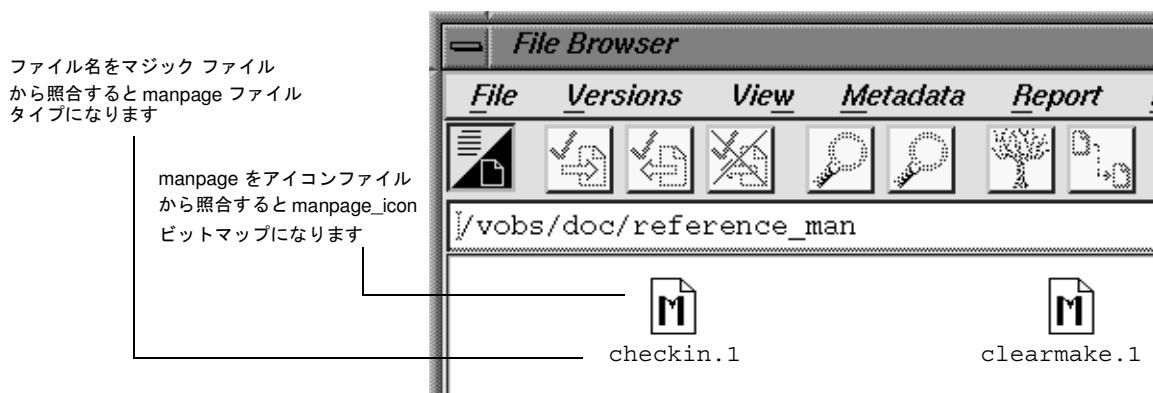 ファイル名をマジック ファイル
から照合すると manpage ファイル
タイプになります
manpage をアイコンファイル
から照合すると manpage_icon
ビットマップになります
File Browser
File Versions View Metadata Report
/vobs/doc/reference_man
M M
checkin.1 clearmake.1